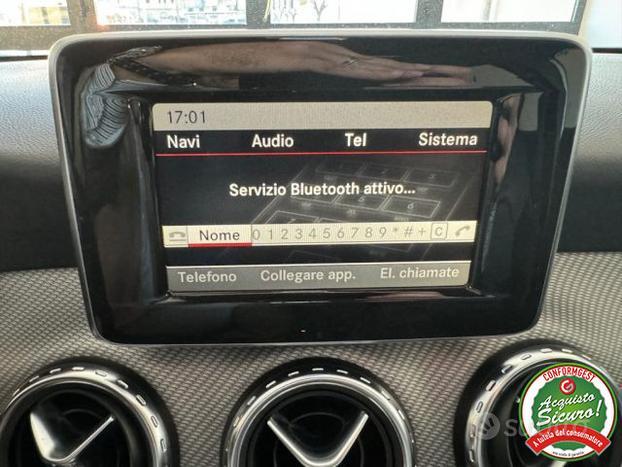 17:01
Navi Audio Tel Sistema
Servizio Bluetooth attivo...
Nome 0 1 2 3 4 5 6 7 8 9 * # + C
Telefono Collegare app. El. chiamate
CONFORMGEST
Acquisto
Sicuro!
A tutela del consumatore